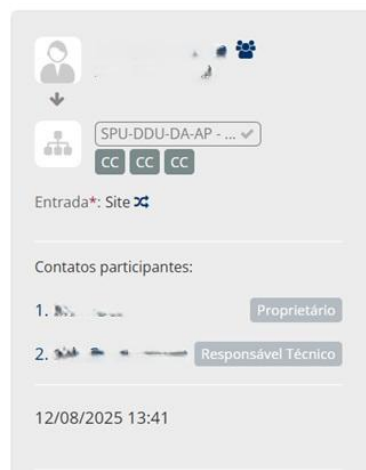 SPU-DDU-DA-AP - ...
CC CC CC
Entrada*: Site
Contatos participantes:
1. Proprietário
2. Responsável Técnico
12/08/2025 13:41